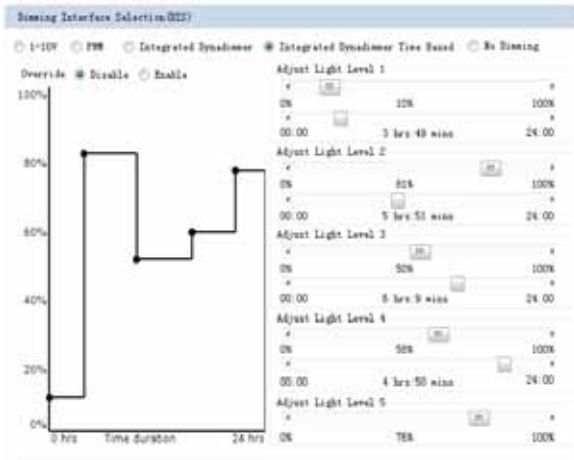 Dimming Interface Selection(DIS)
1-10V PWM Integrated Dynadimmer Integrated Dynadimmer Time Based No Dimming
Override Disable Enable
100%
80%
60%
40%
20%
0%
0 hrs Time duration 24 hrs
Adjust Light Level 1
0% 10% 100%
00:00 3 hrs 49 mins 24:00
Adjust Light Level 2
0% 81% 100%
00:00 5 hrs 51 mins 24:00
Adjust Light Level 3
0% 50% 100%
00:00 6 hrs 9 mins 24:00
Adjust Light Level 4
0% 58% 100%
00:00 4 hrs 50 mins 24:00
Adjust Light Level 5
0% 76% 100%